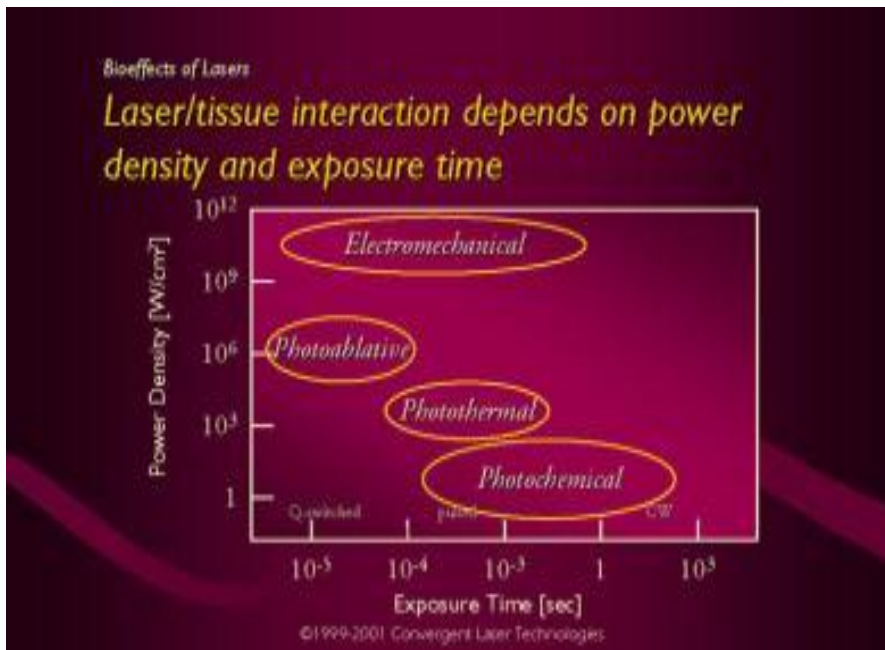 Bioeffects of Lasers
Laser/tissue interaction depends on power
density and exposure time
Power Density [W/cm²]
10¹²
10⁹
10⁶
10³
1
Electromechanical
Photoablative
Photothermal
Photochemical
Q-switched pulsed CW
10⁻⁵ 10⁻⁴ 10⁻³ 1 10³
Exposure Time [sec]
©1999-2001 Convergent Laser Technologies